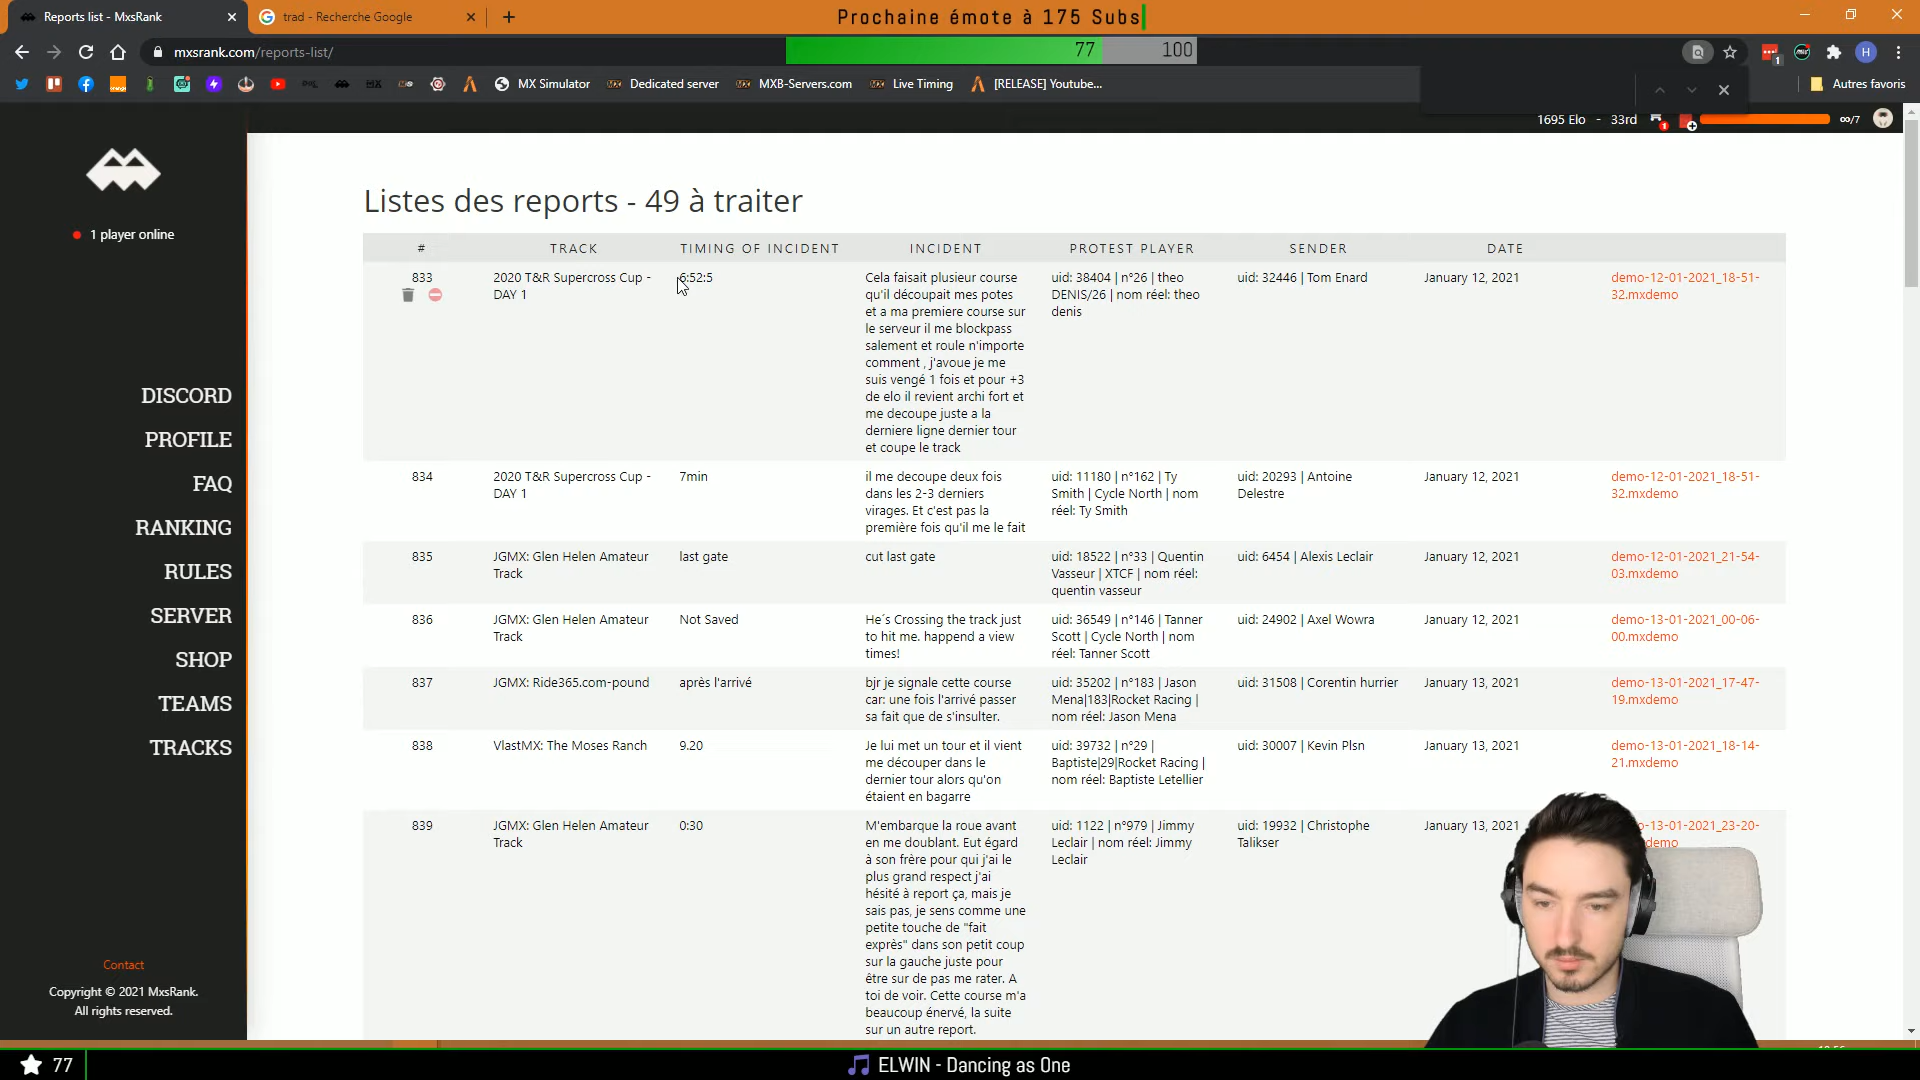 Reports list - MxsRank
trad - Recherche Google
Prochaine émote à 175 Subs
mxsrank.com/reports-list/
77
100
MX Simulator
Dedicated server
MXB-Servers.com
Live Timing
[RELEASE] Youtube...
Autres favoris
1695 Elo - 33rd
∞/7
1 player online
Listes des reports - 49 à traiter
# TRACK TIMING OF INCIDENT INCIDENT PROTEST PLAYER SENDER DATE
833
2020 T&R Supercross Cup -
DAY 1
6:52:5
Cela faisait plusieur course
qu'il découpait mes potes
et a ma premiere course sur
le serveur il me blockpass
salement et roule n'importe
comment , j'avoue je me
suis vengé 1 fois et pour +3
de elo il revient archi fort et
me decoupe juste a la
derniere ligne dernier tour
et coupe le track
uid: 38404 | n°26 | theo
DENIS/26 | nom réel: theo
denis
uid: 32446 | Tom Enard
January 12, 2021
demo-12-01-2021_18-51-
32.mxdemo
834
2020 T&R Supercross Cup -
DAY 1
7min
il me decoupe deux fois
dans les 2-3 derniers
virages. Et c'est pas la
première fois qu'il me le fait
uid: 11180 | n°162 | Ty
Smith | Cycle North | nom
réel: Ty Smith
uid: 20293 | Antoine
Delestre
January 12, 2021
demo-12-01-2021_18-51-
32.mxdemo
835
JGMX: Glen Helen Amateur
Track
last gate
cut last gate
uid: 18522 | n°33 | Quentin
Vasseur | XTCF | nom réel:
quentin vasseur
uid: 6454 | Alexis Leclair
January 12, 2021
demo-12-01-2021_21-54-
03.mxdemo
836
JGMX: Glen Helen Amateur
Track
Not Saved
He´s Crossing the track just
to hit me. happend a view
times!
uid: 36549 | n°146 | Tanner
Scott | Cycle North | nom
réel: Tanner Scott
uid: 24902 | Axel Wowra
January 12, 2021
demo-13-01-2021_00-06-
00.mxdemo
837
JGMX: Ride365.com-pound
après l'arrivé
bjr je signale cette course
car: une fois l'arrivé passer
sa fait que de s'insulter.
uid: 35202 | n°183 | Jason
Mena|183|Rocket Racing |
nom réel: Jason Mena
uid: 31508 | Corentin hurrier
January 13, 2021
demo-13-01-2021_17-47-
19.mxdemo
838
VlastMX: The Moses Ranch
9.20
Je lui met un tour et il vient
me découper dans le
dernier tour alors qu'on
étaient en bagarre
uid: 39732 | n°29 |
Baptiste|29|Rocket Racing |
nom réel: Baptiste Letellier
uid: 30007 | Kevin Plsn
January 13, 2021
demo-13-01-2021_18-14-
21.mxdemo
839
JGMX: Glen Helen Amateur
Track
0:30
M'embarque la roue avant
en me doublant. Eut égard
à son frère pour qui j'ai le
plus grand respect j'ai
hésité à report ça, mais je
sais pas, je sens comme une
petite touche de "fait
exprès" dans son petit coup
sur la gauche juste pour
être sur de pas me rater. A
toi de voir. Cette course m'a
beaucoup énervé, la suite
sur un autre report.
uid: 1122 | n°979 | Jimmy
Leclair | nom réel: Jimmy
Leclair
uid: 19932 | Christophe
Talikser
January 13, 2021
-13-01-2021_23-20-
DISCORD
PROFILE
FAQ
RANKING
RULES
SERVER
SHOP
TEAMS
TRACKS
Contact
Copyright © 2021 MxsRank.
All rights reserved.
77
ELWIN - Dancing as One